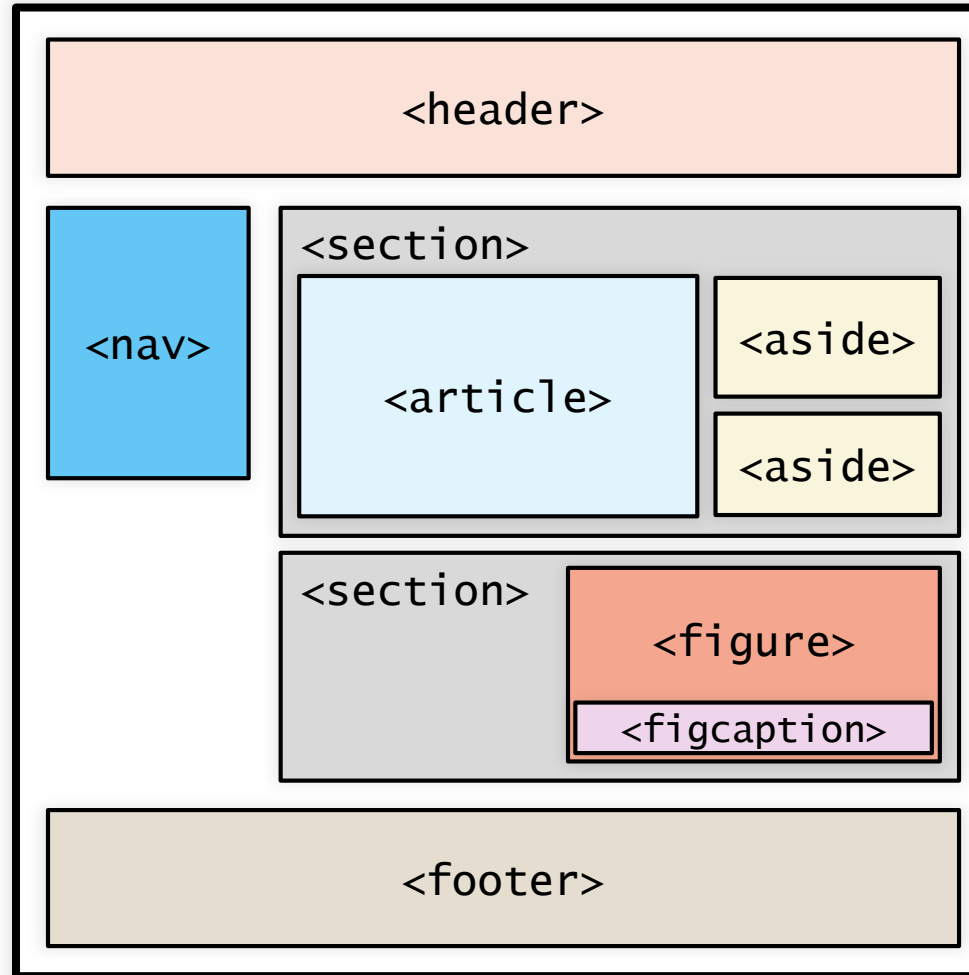 <header>
<nav>
<section>
<article>
<aside>
<aside>
<section>
<figure>
<figcaption>
<footer>